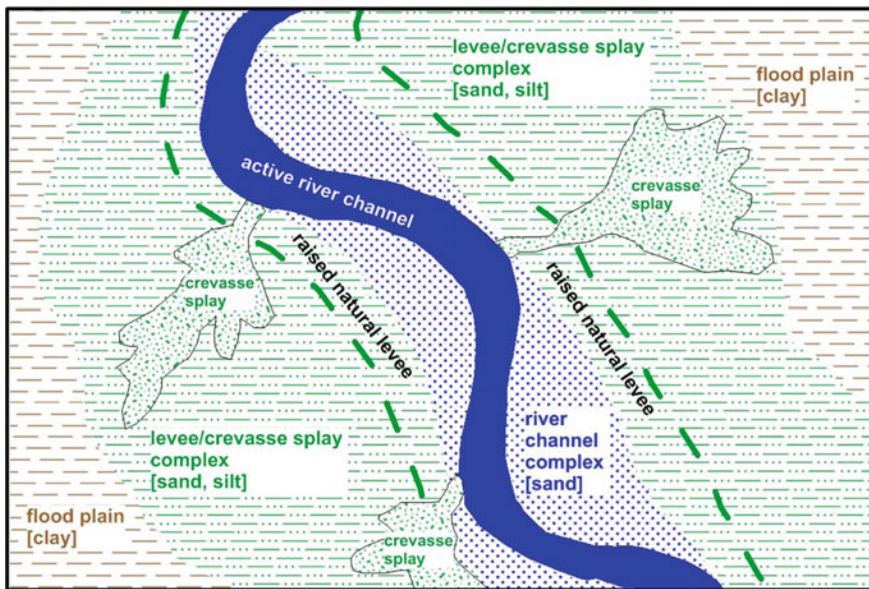 levee/crevasse splay
complex
[sand, silt]
flood plain
[clay]
active river channel
crevasse
splay
crevasse
splay
raised natural levee
raised natural levee
levee/crevasse splay
complex
[sand, silt]
river
channel
complex
[sand]
flood plain
[clay]
crevasse
splay